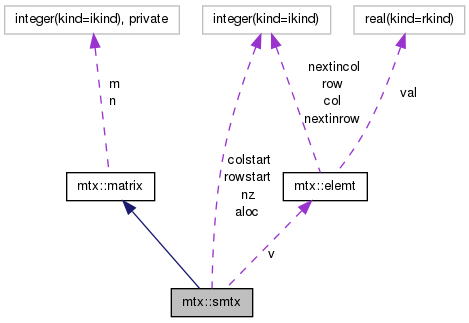 integer(kind=ikind), private
integer(kind=ikind)
real(kind=rkind)
m
n
nextincol
row
col
nextinrow
val
colstart
rowstart
nz
aloc
mtx::matrix
mtx::elemt
v
mtx::smtx